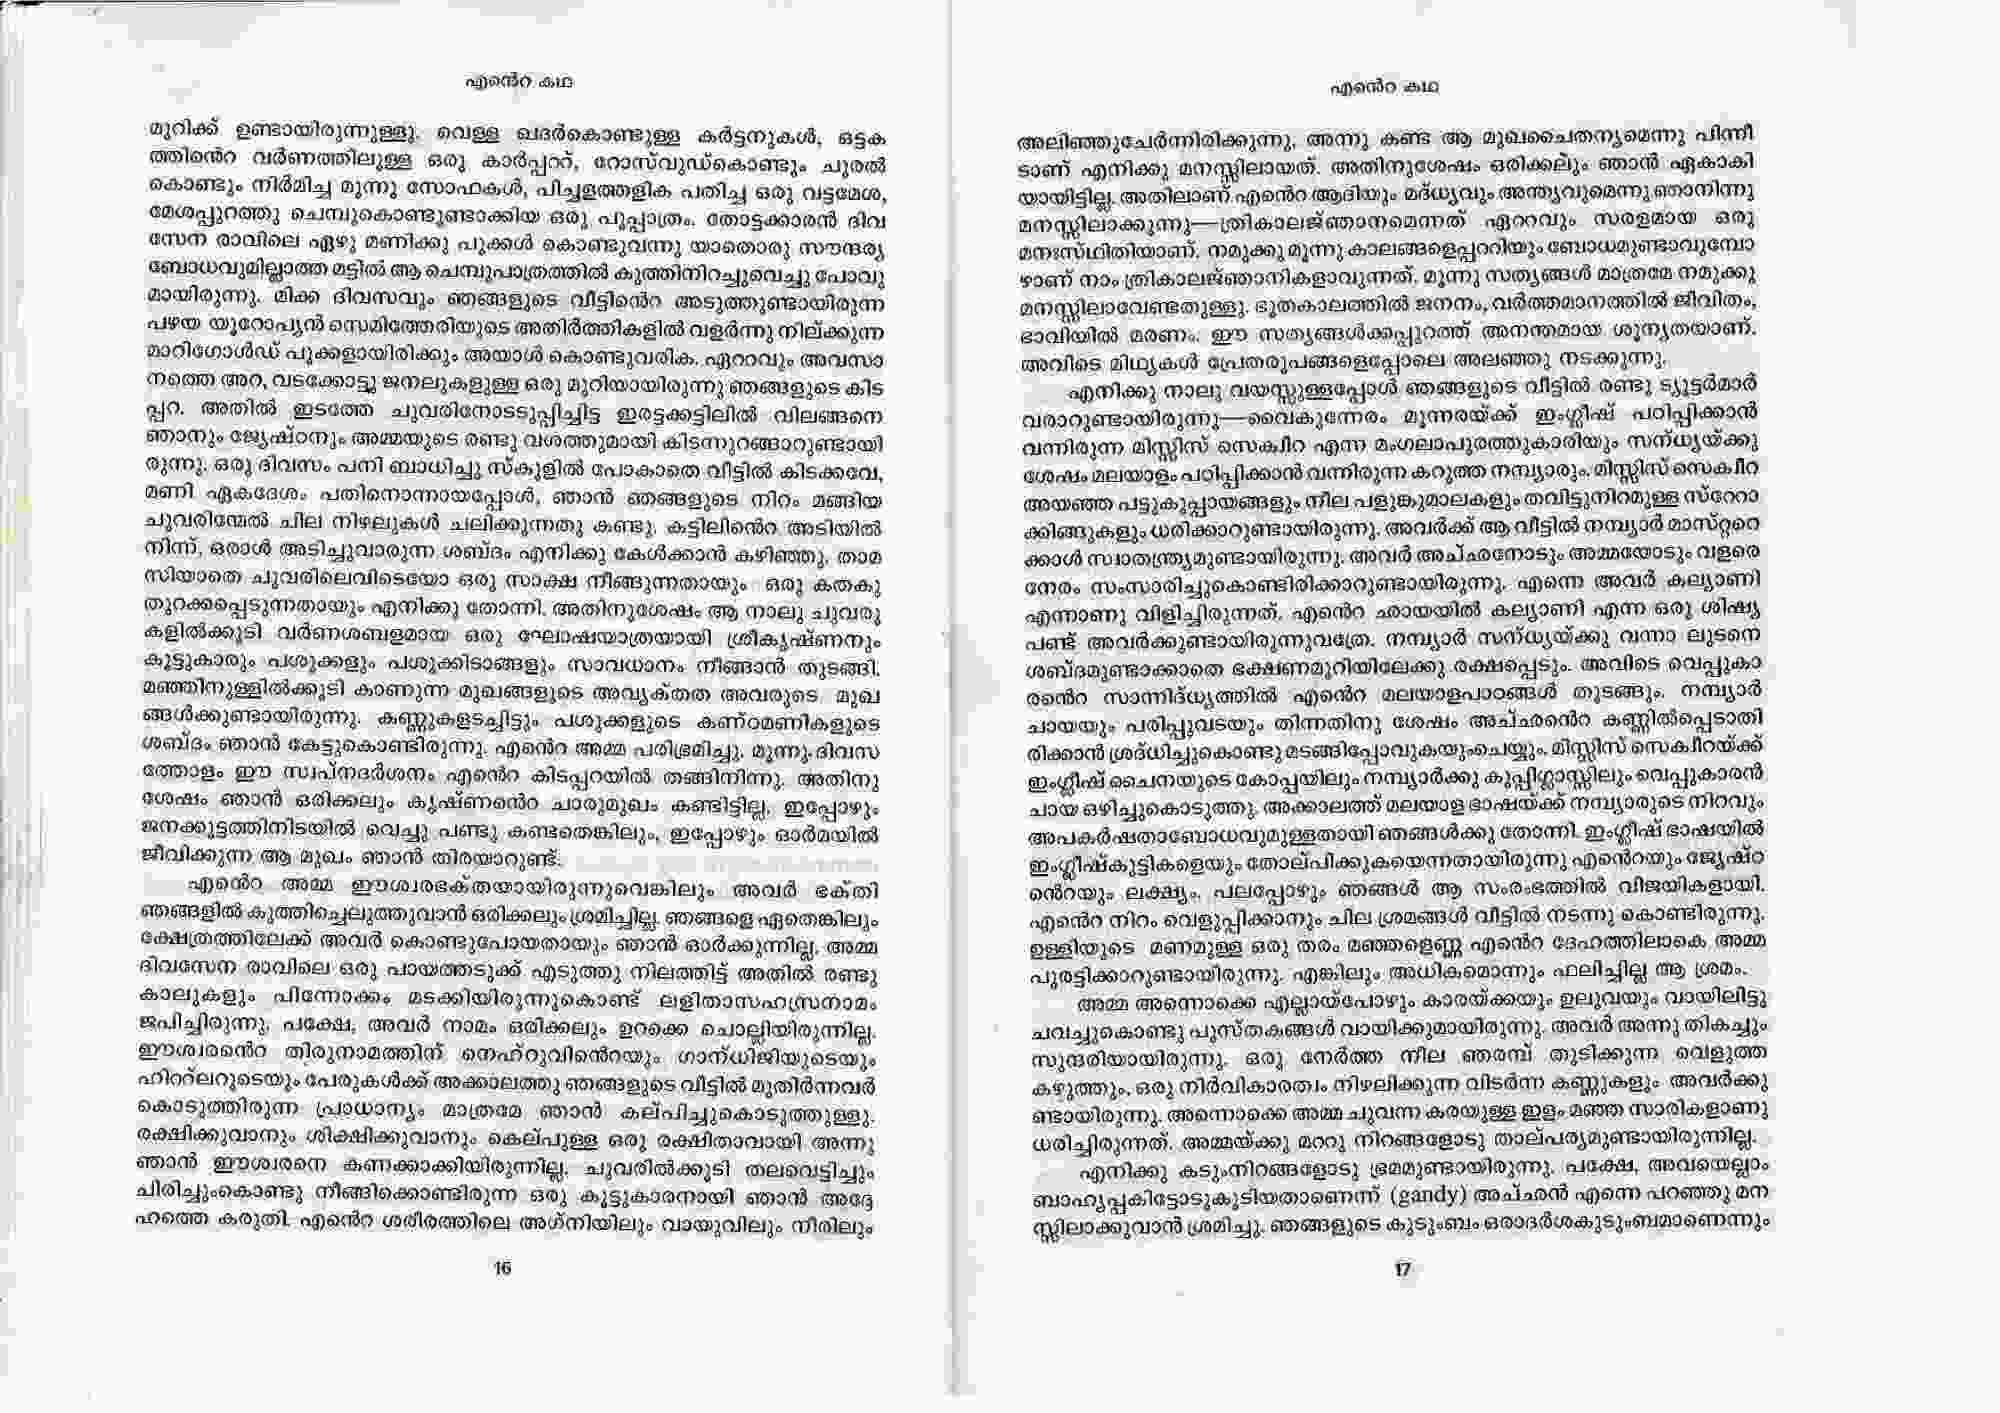 എന്റെ കഥ
മുറിക്ക് ഉണ്ടായിരുന്നുള്ളു. വെള്ള ഖദർകൊണ്ടുള്ള കർട്ടനുകൾ, ഒട്ടക
ത്തിന്റെ വർണത്തിലുള്ള ഒരു കാർപ്പററ്, റോസ്‌വുഡ്കൊണ്ടും ചൂരൽ
കൊണ്ടും നിർമിച്ച മൂന്നു സോഫകൾ, പിച്ചളത്തളിക പതിച്ച ഒരു വട്ടമേശ,
മേശപ്പുറത്തു ചെമ്പുകൊണ്ടുണ്ടാക്കിയ ഒരു പൂപ്പാത്രം. തോട്ടക്കാരൻ ദിവ
സേന രാവിലെ ഏഴു മണിക്കു പൂക്കൾ കൊണ്ടുവന്നു യാതൊരു സൗന്ദര്യ
ബോധവുമില്ലാത്ത മട്ടിൽ ആ ചെമ്പുപാത്രത്തിൽ കുത്തിനിറച്ചുവെച്ചു പോവു
മായിരുന്നു. മിക്ക ദിവസവും ഞങ്ങളുടെ വീട്ടിന്റെ അടുത്തുണ്ടായിരുന്ന
പഴയ യൂറോപ്യൻ സെമിത്തേരിയുടെ അതിർത്തികളിൽ വളർന്നു നില്ക്കുന്ന
മാറിഗോൾഡ് പൂക്കളായിരിക്കും അയാൾ കൊണ്ടുവരിക. ഏററവും അവസാ
നത്തെ അറ, വടക്കോട്ടു ജനലുകളുള്ള ഒരു മുറിയായിരുന്നു ഞങ്ങളുടെ കിട
പ്പറ. അതിൽ ഇടത്തേ ചുവരിനോടടുപ്പിച്ചിട്ട ഇരട്ടക്കട്ടിലിൽ വിലങ്ങനെ
ഞാനും ജ്യേഷ്ഠനും അമ്മയുടെ രണ്ടു വശത്തുമായി കിടന്നുറങ്ങാറുണ്ടായി
രുന്നു. ഒരു ദിവസം പനി ബാധിച്ചു സ്കൂളിൽ പോകാതെ വീട്ടിൽ കിടക്കവേ,
മണി ഏകദേശം പതിനൊന്നായപ്പോൾ, ഞാൻ ഞങ്ങളുടെ നിറം മങ്ങിയ
ചുവരിന്മേൽ ചില നിഴലുകൾ ചലിക്കുന്നതു കണ്ടു. കട്ടിലിന്റെ അടിയിൽ
നിന്ന്, ഒരാൾ അടിച്ചുവാരുന്ന ശബ്ദം എനിക്കു കേൾക്കാൻ കഴിഞ്ഞു. താമ
സിയാതെ ചുവരിലെവിടെയോ ഒരു സാക്ഷ നീങ്ങുന്നതായും ഒരു കതകു
തുറക്കപ്പെടുന്നതായും എനിക്കു തോന്നി. അതിനുശേഷം ആ നാലു ചുവരു
കളിൽക്കൂടി വർണശബളമായ ഒരു ഘോഷയാത്രയായി ശ്രീകൃഷ്ണനും
കൂട്ടുകാരും പശുക്കളും പശുക്കിടാങ്ങളും സാവധാനം നീങ്ങാൻ തുടങ്ങി.
മഞ്ഞിനുള്ളിൽക്കൂടി കാണുന്ന മുഖങ്ങളുടെ അവ്യക്തത അവരുടെ മുഖ
ങ്ങൾക്കുണ്ടായിരുന്നു. കണ്ണുകളടച്ചിട്ടും പശുക്കളുടെ കണ്ഠമണികളുടെ
ശബ്ദം ഞാൻ കേട്ടുകൊണ്ടിരുന്നു. എന്റെ അമ്മ പരിഭ്രമിച്ചു. മൂന്നു ദിവസ
ത്തോളം ഈ സ്വപ്നദർശനം എന്റെ കിടപ്പറയിൽ തങ്ങിനിന്നു. അതിനു
ശേഷം ഞാൻ ഒരിക്കലും കൃഷ്ണന്റെ ചാരുമുഖം കണ്ടിട്ടില്ല. ഇപ്പോഴും
ജനക്കൂട്ടത്തിനിടയിൽ വെച്ചു പണ്ടു കണ്ടതെങ്കിലും, ഇപ്പോഴും ഓർമയിൽ
ജീവിക്കുന്ന ആ മുഖം ഞാൻ തിരയാറുണ്ട്.
എന്റെ അമ്മ ഈശ്വരഭക്തയായിരുന്നുവെങ്കിലും അവർ ഭക്തി
ഞങ്ങളിൽ കുത്തിച്ചെലുത്തുവാൻ ഒരിക്കലും ശ്രമിച്ചില്ല. ഞങ്ങളെ ഏതെങ്കിലും
ക്ഷേത്രത്തിലേക്ക് അവർ കൊണ്ടുപോയതായും ഞാൻ ഓർക്കുന്നില്ല. അമ്മ
ദിവസേന രാവിലെ ഒരു പായത്തടുക്ക് എടുത്തു നിലത്തിട്ട് അതിൽ രണ്ടു
കാലുകളും പിന്നോക്കം മടക്കിയിരുന്നുകൊണ്ട് ലളിതാസഹസ്രനാമം
ജപിച്ചിരുന്നു. പക്ഷേ, അവർ നാമം ഒരിക്കലും ഉറക്കെ ചൊല്ലിയിരുന്നില്ല.
ഈശ്വരന്റെ തിരുനാമത്തിന് നെഹ്റുവിന്റെയും ഗാന്ധിജിയുടെയും
ഹിററ്ലറുടെയും പേരുകൾക്ക് അക്കാലത്തു ഞങ്ങളുടെ വീട്ടിൽ മുതിർന്നവർ
കൊടുത്തിരുന്ന പ്രാധാന്യം മാത്രമേ ഞാൻ കല്പിച്ചുകൊടുത്തുള്ളു.
രക്ഷിക്കുവാനും ശിക്ഷിക്കുവാനും കെല്പുള്ള ഒരു രക്ഷിതാവായി അന്നു
ഞാൻ ഈശ്വരനെ കണക്കാക്കിയിരുന്നില്ല. ചുവരിൽക്കൂടി തലവെട്ടിച്ചും
ചിരിച്ചുംകൊണ്ടു നീങ്ങിക്കൊണ്ടിരുന്ന ഒരു കൂട്ടുകാരനായി ഞാൻ അദ്ദേ
ഹത്തെ കരുതി. എന്റെ ശരീരത്തിലെ അഗ്നിയിലും വായുവിലും നീരിലും
16
എന്റെ കഥ
അലിഞ്ഞുചേർന്നിരിക്കുന്നു, അന്നു കണ്ട ആ മുഖചൈതന്യമെന്നു പിന്നീ
ടാണ് എനിക്കു മനസ്സിലായത്. അതിനുശേഷം ഒരിക്കലും ഞാൻ ഏകാകി
യായിട്ടില്ല. അതിലാണ് എന്റെ ആദിയും മദ്ധ്യവും അന്ത്യവുമെന്നു ഞാനിന്നു
മനസ്സിലാക്കുന്നു—ത്രികാലജ്ഞാനമെന്നത് ഏററവും സരളമായ ഒരു
മനഃസ്ഥിതിയാണ്. നമുക്കു മൂന്നു കാലങ്ങളെപ്പററിയും ബോധമുണ്ടാവുമ്പോ
ഴാണ് നാം ത്രികാലജ്ഞാനികളാവുന്നത്. മൂന്നു സത്യങ്ങൾ മാത്രമേ നമുക്കു
മനസ്സിലാവേണ്ടതുള്ളു. ഭൂതകാലത്തിൽ ജനനം, വർത്തമാനത്തിൽ ജീവിതം,
ഭാവിയിൽ മരണം. ഈ സത്യങ്ങൾക്കപ്പുറത്ത് അനന്തമായ ശൂന്യതയാണ്.
അവിടെ മിഥ്യകൾ പ്രേതരൂപങ്ങളെപ്പോലെ അലഞ്ഞു നടക്കുന്നു.
എനിക്കു നാലു വയസ്സുള്ളപ്പോൾ ഞങ്ങളുടെ വീട്ടിൽ രണ്ടു ട്യൂട്ടർമാർ
വരാറുണ്ടായിരുന്നു—വൈകുന്നേരം മൂന്നരയ്ക്ക് ഇംഗ്ലീഷ് പഠിപ്പിക്കാൻ
വന്നിരുന്ന മിസ്സിസ് സെക്വീറ എന്ന മംഗലാപുരത്തുകാരിയും സന്ധ്യയ്ക്കു
ശേഷം മലയാളം പഠിപ്പിക്കാൻ വന്നിരുന്ന കറുത്ത നമ്പ്യാരും. മിസ്സിസ് സെക്വീറ
അയഞ്ഞ പട്ടുകുപ്പായങ്ങളും നീല പളുങ്കുമാലകളും തവിട്ടുനിറമുള്ള സ്റേറാ
ക്കിങ്ങുകളും ധരിക്കാറുണ്ടായിരുന്നു. അവർക്ക് ആ വീട്ടിൽ നമ്പ്യാർ മാസ്റ്ററെ
ക്കാൾ സ്വാതന്ത്ര്യമുണ്ടായിരുന്നു. അവർ അച്ഛനോടും അമ്മയോടും വളരെ
നേരം സംസാരിച്ചുകൊണ്ടിരിക്കാറുണ്ടായിരുന്നു. എന്നെ അവർ കല്യാണി
എന്നാണു വിളിച്ചിരുന്നത്. എന്റെ ഛായയിൽ കല്യാണി എന്ന ഒരു ശിഷ്യ
പണ്ട് അവർക്കുണ്ടായിരുന്നുവത്രേ. നമ്പ്യാർ സന്ധ്യയ്ക്കു വന്നാ ലുടനെ
ശബ്ദമുണ്ടാക്കാതെ ഭക്ഷണമുറിയിലേക്കു രക്ഷപ്പെടും. അവിടെ വെപ്പുകാ
രന്റെ സാന്നിദ്ധ്യത്തിൽ എന്റെ മലയാളപാഠങ്ങൾ തുടങ്ങും. നമ്പ്യാർ
ചായയും പരിപ്പുവടയും തിന്നതിനു ശേഷം അച്ഛന്റെ കണ്ണിൽപ്പെടാതി
രിക്കാൻ ശ്രദ്ധിച്ചുകൊണ്ടു മടങ്ങിപ്പോവുകയുംചെയ്യും. മിസ്സിസ് സെക്വീറയ്ക്ക്
ഇംഗ്ലീഷ് ചൈനയുടെ കോപ്പയിലും നമ്പ്യാർക്കു കുപ്പിഗ്ലാസ്സിലും വെപ്പുകാരൻ
ചായ ഒഴിച്ചുകൊടുത്തു. അക്കാലത്ത് മലയാള ഭാഷയ്ക്ക് നമ്പ്യാരുടെ നിറവും
അപകർഷതാബോധവുമുള്ളതായി ഞങ്ങൾക്കു തോന്നി. ഇംഗ്ലീഷ് ഭാഷയിൽ
ഇംഗ്ലീഷ്കുട്ടികളെയും തോല്പിക്കുകയെന്നതായിരുന്നു എന്റെയും ജ്യേഷ്ഠ
ന്റെയും ലക്ഷ്യം. പലപ്പോഴും ഞങ്ങൾ ആ സംരംഭത്തിൽ വിജയികളായി.
എന്റെ നിറം വെളുപ്പിക്കാനും ചില ശ്രമങ്ങൾ വീട്ടിൽ നടന്നു കൊണ്ടിരുന്നു.
ഉള്ളിയുടെ മണമുള്ള ഒരു തരം മഞ്ഞളെണ്ണ എന്റെ ദേഹത്തിലാകെ അമ്മ
പുരട്ടിക്കാറുണ്ടായിരുന്നു. എങ്കിലും അധികമൊന്നും ഫലിച്ചില്ല ആ ശ്രമം.
അമ്മ അന്നൊക്കെ എല്ലായ്പോഴും കാരയ്ക്കയും ഉലുവയും വായിലിട്ടു
ചവച്ചുകൊണ്ടു പുസ്തകങ്ങൾ വായിക്കുമായിരുന്നു. അവർ അന്നു തികച്ചും
സുന്ദരിയായിരുന്നു. ഒരു നേർത്ത നീല ഞരമ്പ് തുടിക്കുന്ന വെളുത്ത
കഴുത്തും, ഒരു നിർവികാരത്വം നിഴലിക്കുന്ന വിടർന്ന കണ്ണുകളും അവർക്കു
ണ്ടായിരുന്നു. അന്നൊക്കെ അമ്മ ചുവന്ന കരയുള്ള ഇളം മഞ്ഞ സാരികളാണു
ധരിച്ചിരുന്നത്. അമ്മയ്ക്കു മററു നിറങ്ങളോടു താല്പര്യമുണ്ടായിരുന്നില്ല.
എനിക്കു കടുംനിറങ്ങളോടു ഭ്രമമുണ്ടായിരുന്നു. പക്ഷേ, അവയെല്ലാം
ബാഹ്യപ്പകിട്ടോടുകൂടിയതാണെന്ന് (gandy) അച്ഛൻ എന്നെ പറഞ്ഞു മന
സ്സിലാക്കുവാൻ ശ്രമിച്ചു. ഞങ്ങളുടെ കുടുംബം ഒരാദർശകുടുംബമാണെന്നും
17